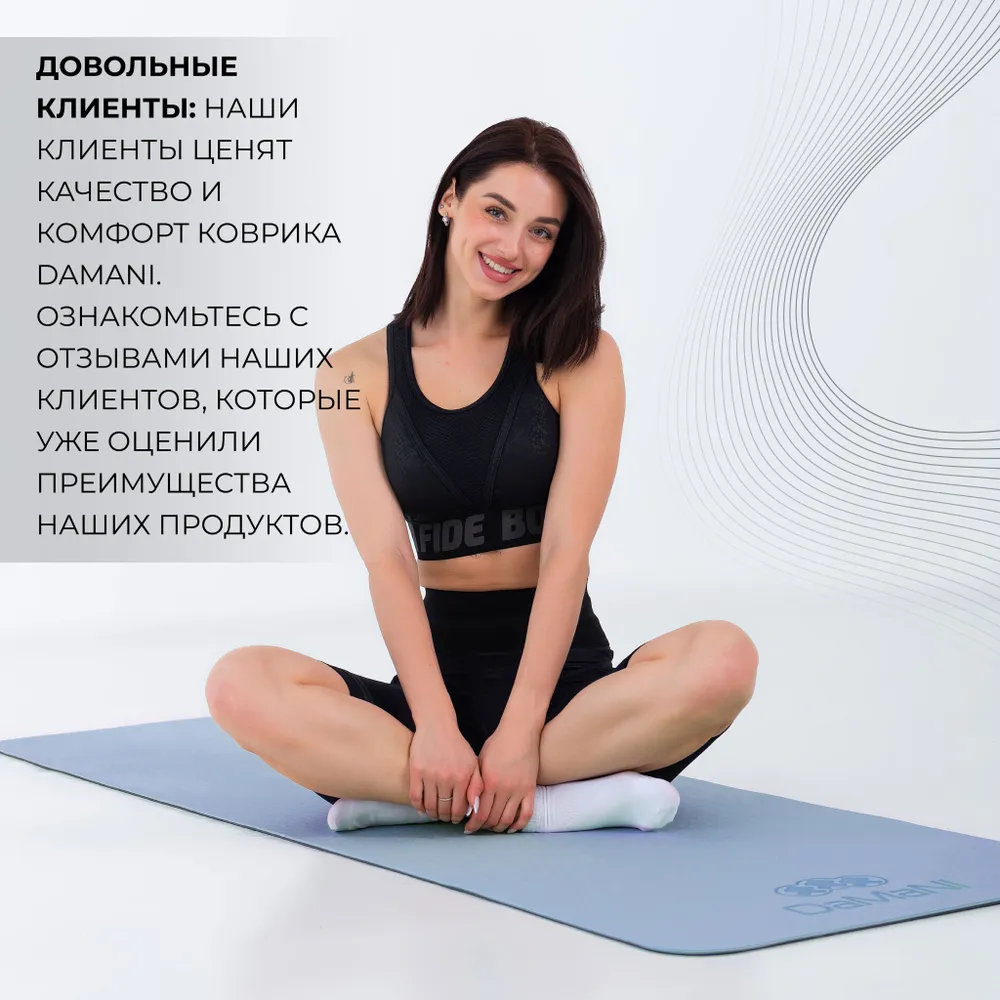 ДОВОЛЬНЫЕ
КЛИЕНТЫ: НАШИ
КЛИЕНТЫ ЦЕНЯТ
КАЧЕСТВО И
КОМФОРТ КОВРИКА
DAMANI.
ОЗНАКОМЬТЕСЬ С
ОТЗЫВАМИ НАШИХ
КЛИЕНТОВ, КОТОРЫЕ
УЖЕ ОЦЕНИЛИ
ПРЕИМУЩЕСТВА
НАШИХ ПРОДУКТОВ.
FIDE BO
DaMaNI